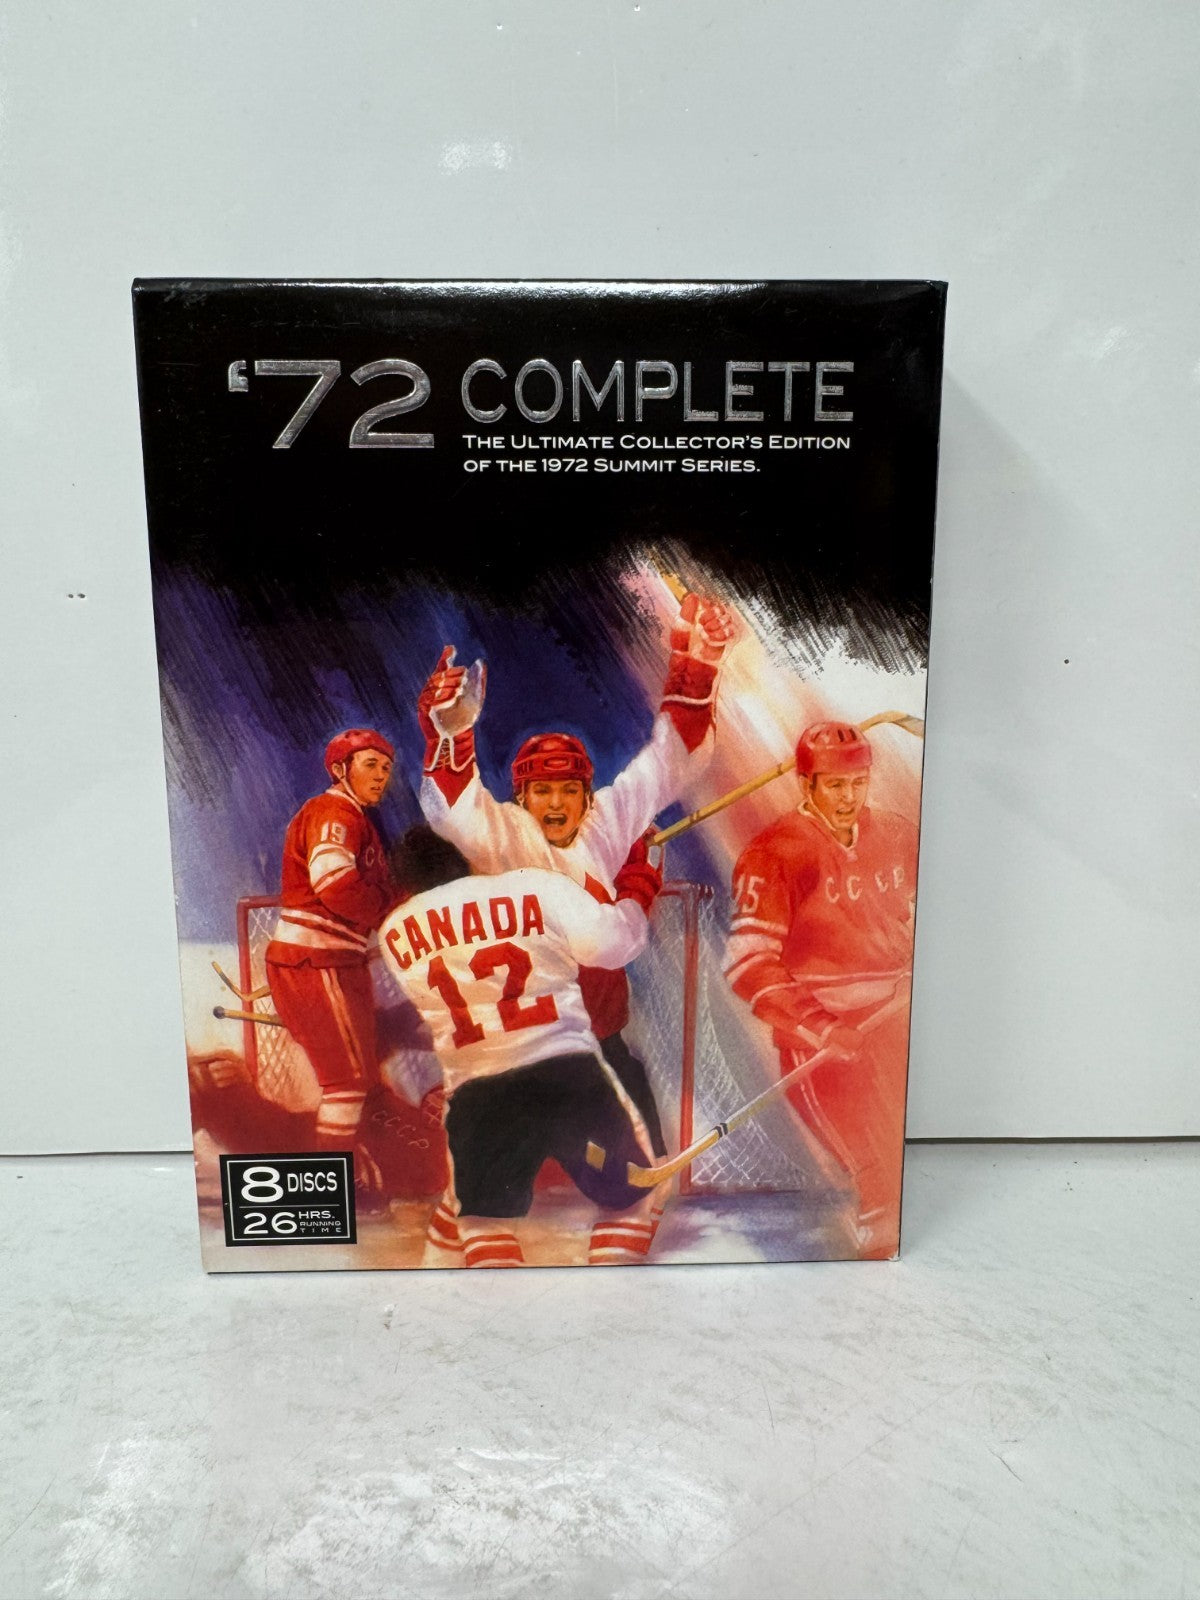 '72 COMPLETE
THE ULTIMATE COLLECTOR'S EDITION
OF THE 1972 SUMMIT SERIES.
19
CC
15
CCCP
CANADA
12
CCCP
8 DISCS
26 HRS.
RUNNING
TIME